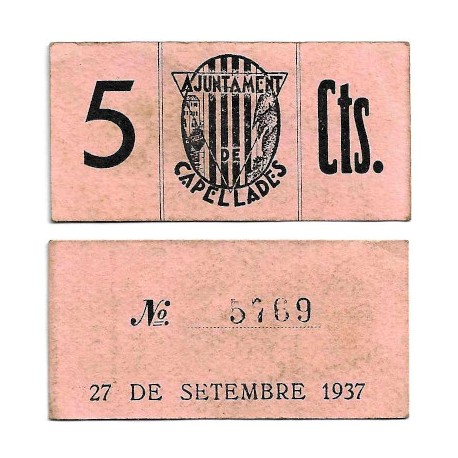 5
AJUNTAMENT
DE
CAPELLADES
Cts.
No. 5769
27 DE SETEMBRE 1937